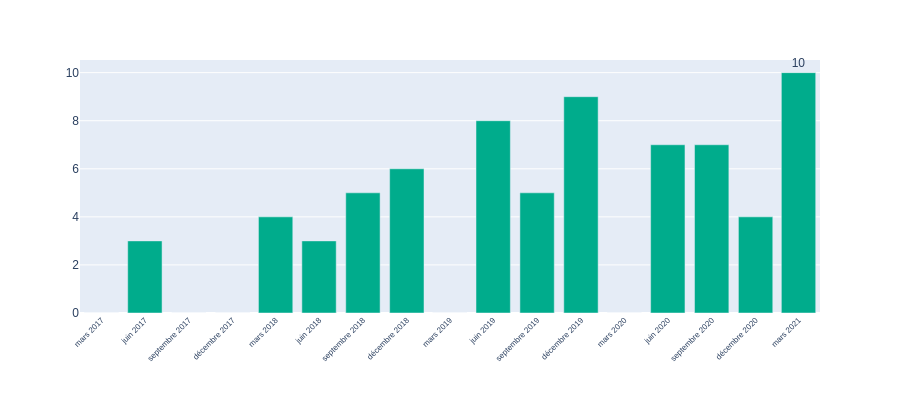 10
10
8
6
4
2
0
mars 2017
juin 2017
septembre 2017
décembre 2017
mars 2018
juin 2018
septembre 2018
décembre 2018
mars 2019
juin 2019
septembre 2019
décembre 2019
mars 2020
juin 2020
septembre 2020
décembre 2020
mars 2021